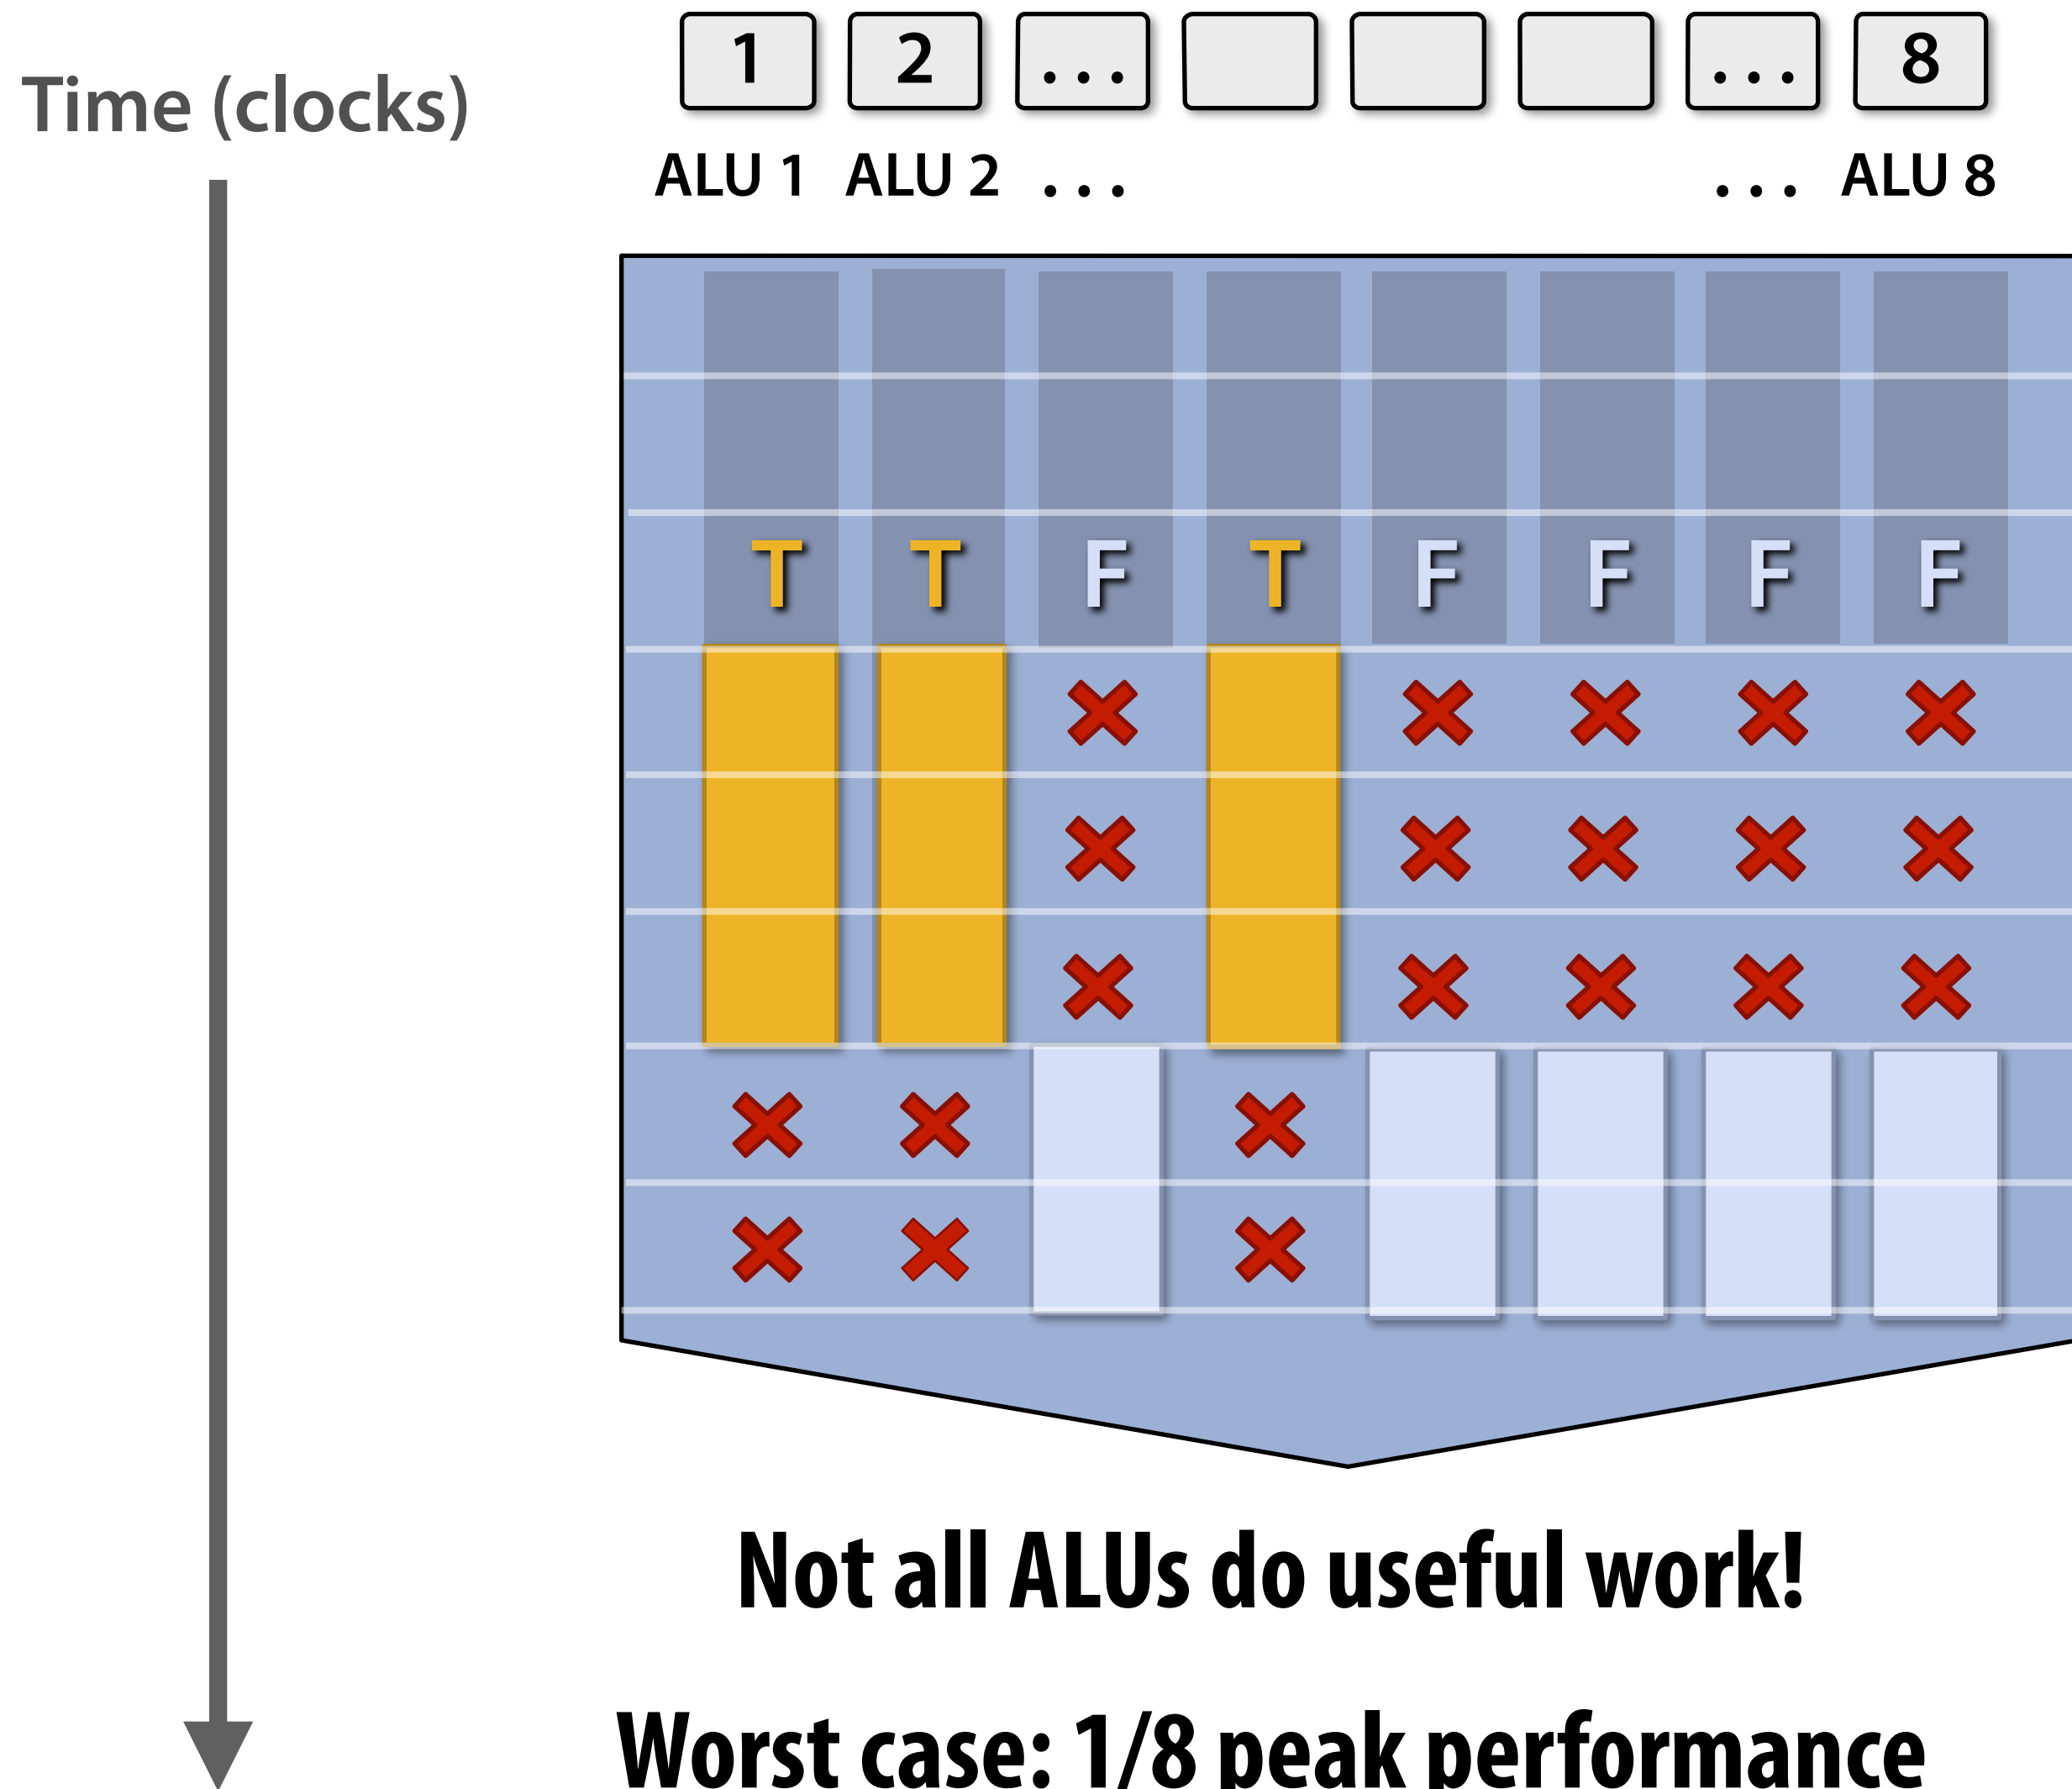 1 2 . . . . . . 8
Time (clocks)
ALU 1 ALU 2 . . . . . . ALU 8
T T F T F F F F
Not all ALUs do useful work!
Worst case: 1/8 peak performance